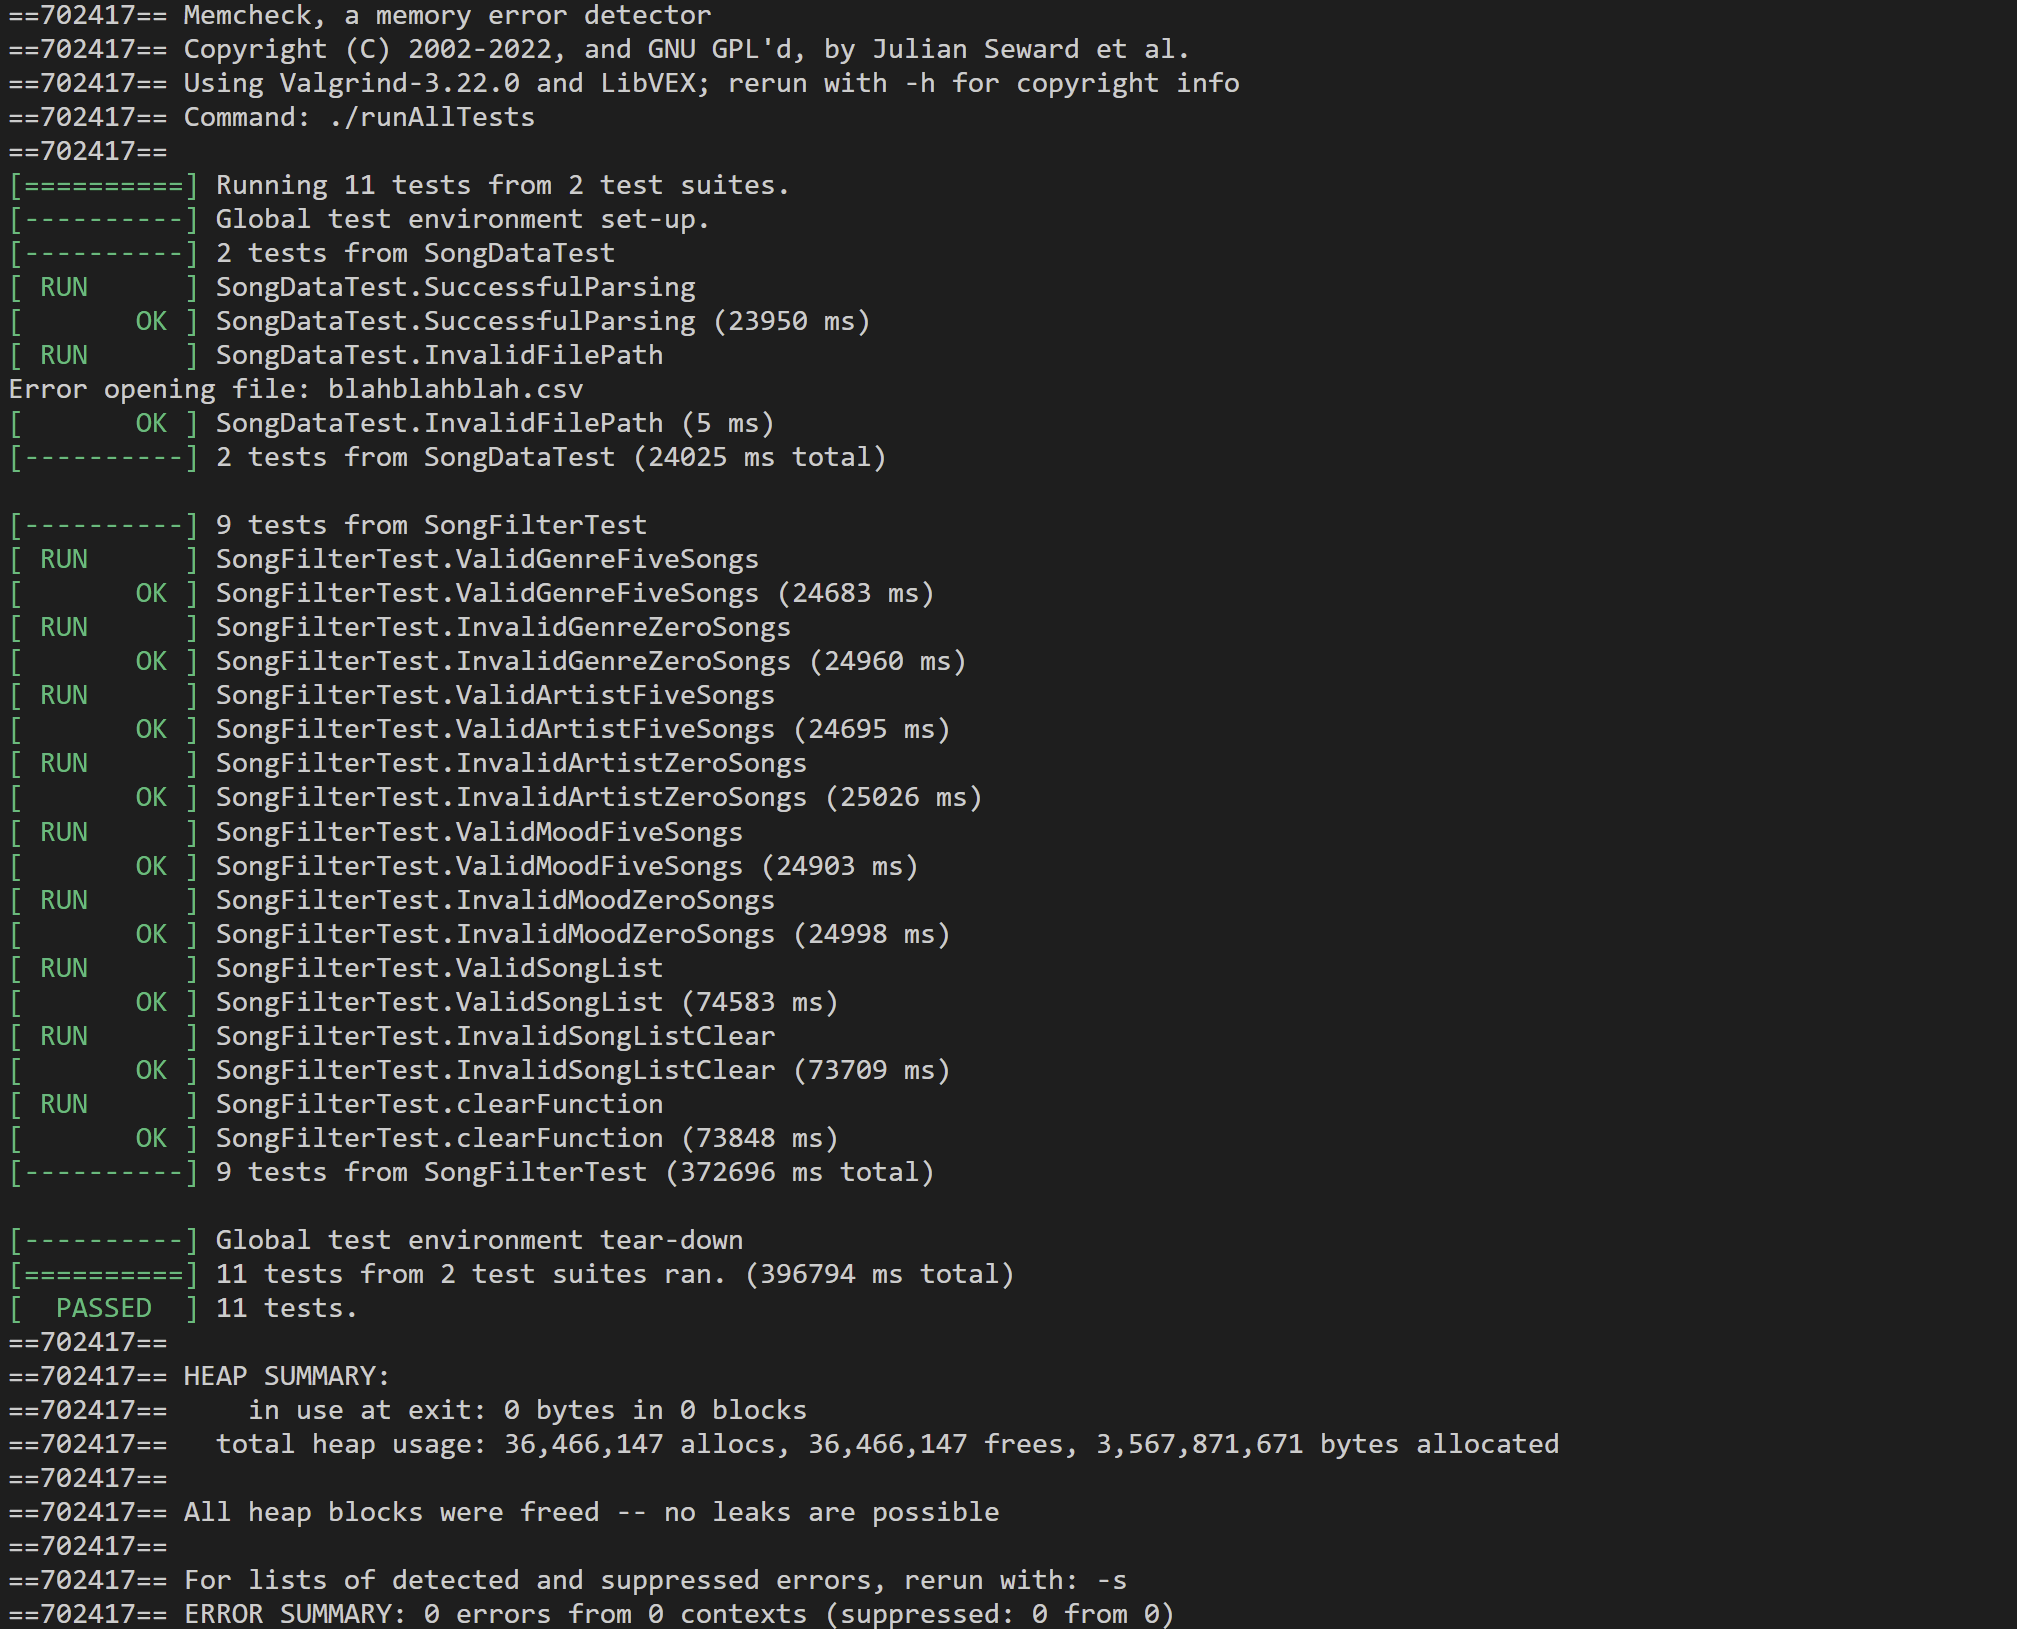 ==702417== Memcheck, a memory error detector
==702417== Copyright (C) 2002-2022, and GNU GPL'd, by Julian Seward et al.
==702417== Using Valgrind-3.22.0 and LibVEX; rerun with -h for copyright info
==702417== Command: ./runAllTests
==702417==
[==========] Running 11 tests from 2 test suites.
[----------] Global test environment set-up.
[----------] 2 tests from SongDataTest
[ RUN      ] SongDataTest.SuccessfulParsing
[       OK ] SongDataTest.SuccessfulParsing (23950 ms)
[ RUN      ] SongDataTest.InvalidFilePath
Error opening file: blahblahblah.csv
[       OK ] SongDataTest.InvalidFilePath (5 ms)
[----------] 2 tests from SongDataTest (24025 ms total)

[----------] 9 tests from SongFilterTest
[ RUN      ] SongFilterTest.ValidGenreFiveSongs
[       OK ] SongFilterTest.ValidGenreFiveSongs (24683 ms)
[ RUN      ] SongFilterTest.InvalidGenreZeroSongs
[       OK ] SongFilterTest.InvalidGenreZeroSongs (24960 ms)
[ RUN      ] SongFilterTest.ValidArtistFiveSongs
[       OK ] SongFilterTest.ValidArtistFiveSongs (24695 ms)
[ RUN      ] SongFilterTest.InvalidArtistZeroSongs
[       OK ] SongFilterTest.InvalidArtistZeroSongs (25026 ms)
[ RUN      ] SongFilterTest.ValidMoodFiveSongs
[       OK ] SongFilterTest.ValidMoodFiveSongs (24903 ms)
[ RUN      ] SongFilterTest.InvalidMoodZeroSongs
[       OK ] SongFilterTest.InvalidMoodZeroSongs (24998 ms)
[ RUN      ] SongFilterTest.ValidSongList
[       OK ] SongFilterTest.ValidSongList (74583 ms)
[ RUN      ] SongFilterTest.InvalidSongListClear
[       OK ] SongFilterTest.InvalidSongListClear (73709 ms)
[ RUN      ] SongFilterTest.clearFunction
[       OK ] SongFilterTest.clearFunction (73848 ms)
[----------] 9 tests from SongFilterTest (372696 ms total)

[----------] Global test environment tear-down
[==========] 11 tests from 2 test suites ran. (396794 ms total)
[  PASSED  ] 11 tests.
==702417==
==702417== HEAP SUMMARY:
==702417==     in use at exit: 0 bytes in 0 blocks
==702417==   total heap usage: 36,466,147 allocs, 36,466,147 frees, 3,567,871,671 bytes allocated
==702417==
==702417== All heap blocks were freed -- no leaks are possible
==702417==
==702417== For lists of detected and suppressed errors, rerun with: -s
==702417== ERROR SUMMARY: 0 errors from 0 contexts (suppressed: 0 from 0)